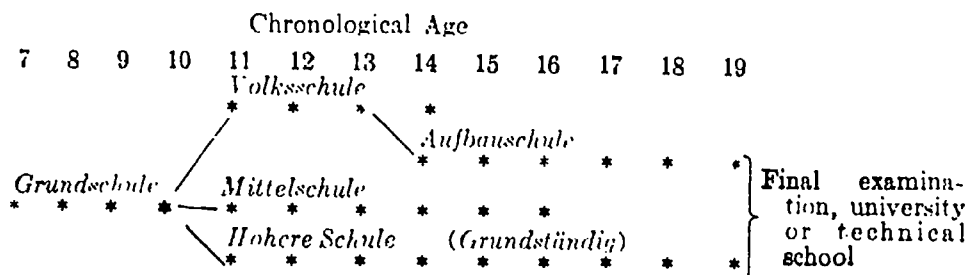 Chronological Age
7 8 9 10 11 12 13 14 15 16 17 18 19
Volksschule
* * * *
Aufbauschule
* * * * * *
Grundschule Mittelschule
* * * * * * * * * *
Hohere Schule (Grundständig)
* * * * * * * * *
Final examina-
tion, university
or technical
school